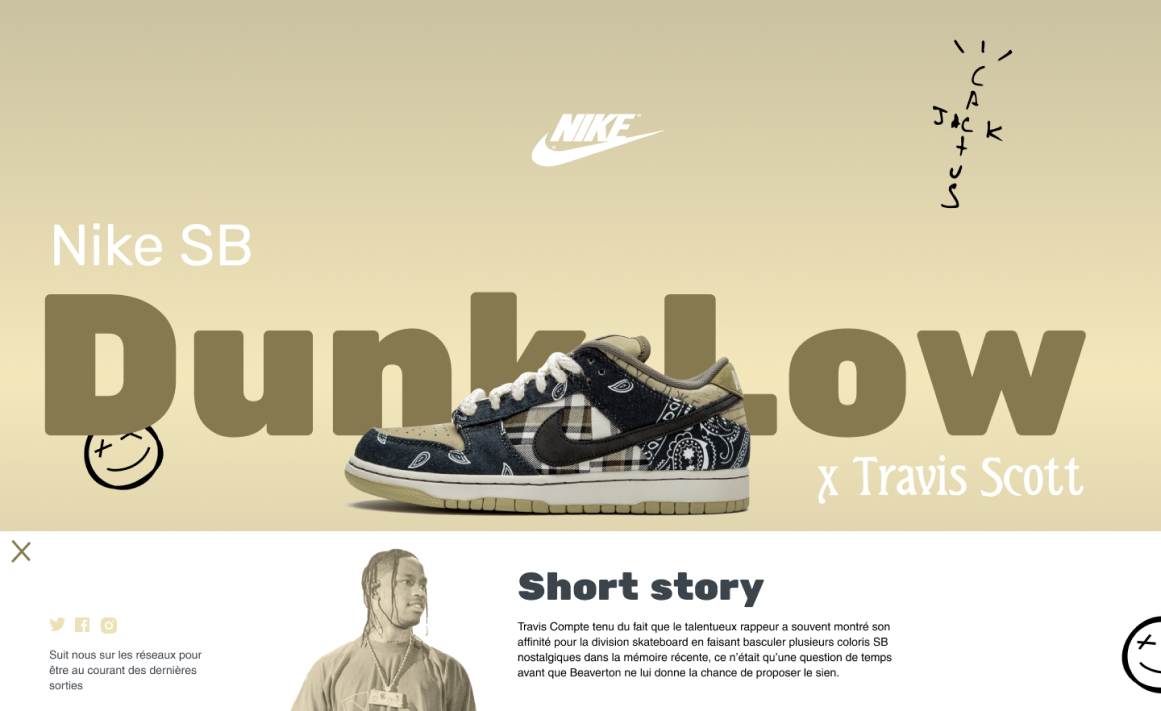 NIKE
CACTUS
JACK
Nike SB
Dunk Low
x Travis Scott
Short story
Travis Compte tenu du fait que le talentueux rappeur a souvent montré son
affinité pour la division skateboard en faisant basculer plusieurs coloris SB
nostalgiques dans la mémoire récente, ce n'était qu'une question de temps
avant que Beaverton ne lui donne la chance de proposer le sien.
Suit nous sur les réseaux pour
être au courant des dernières
sorties